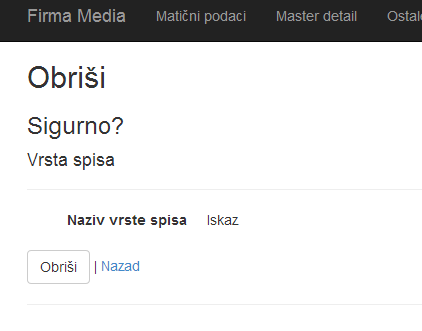 Firma Media Matični podaci Master detail Ostal
Obriši
Sigurno?
Vrsta spisa
Naziv vrste spisa Iskaz
Obriši | Nazad